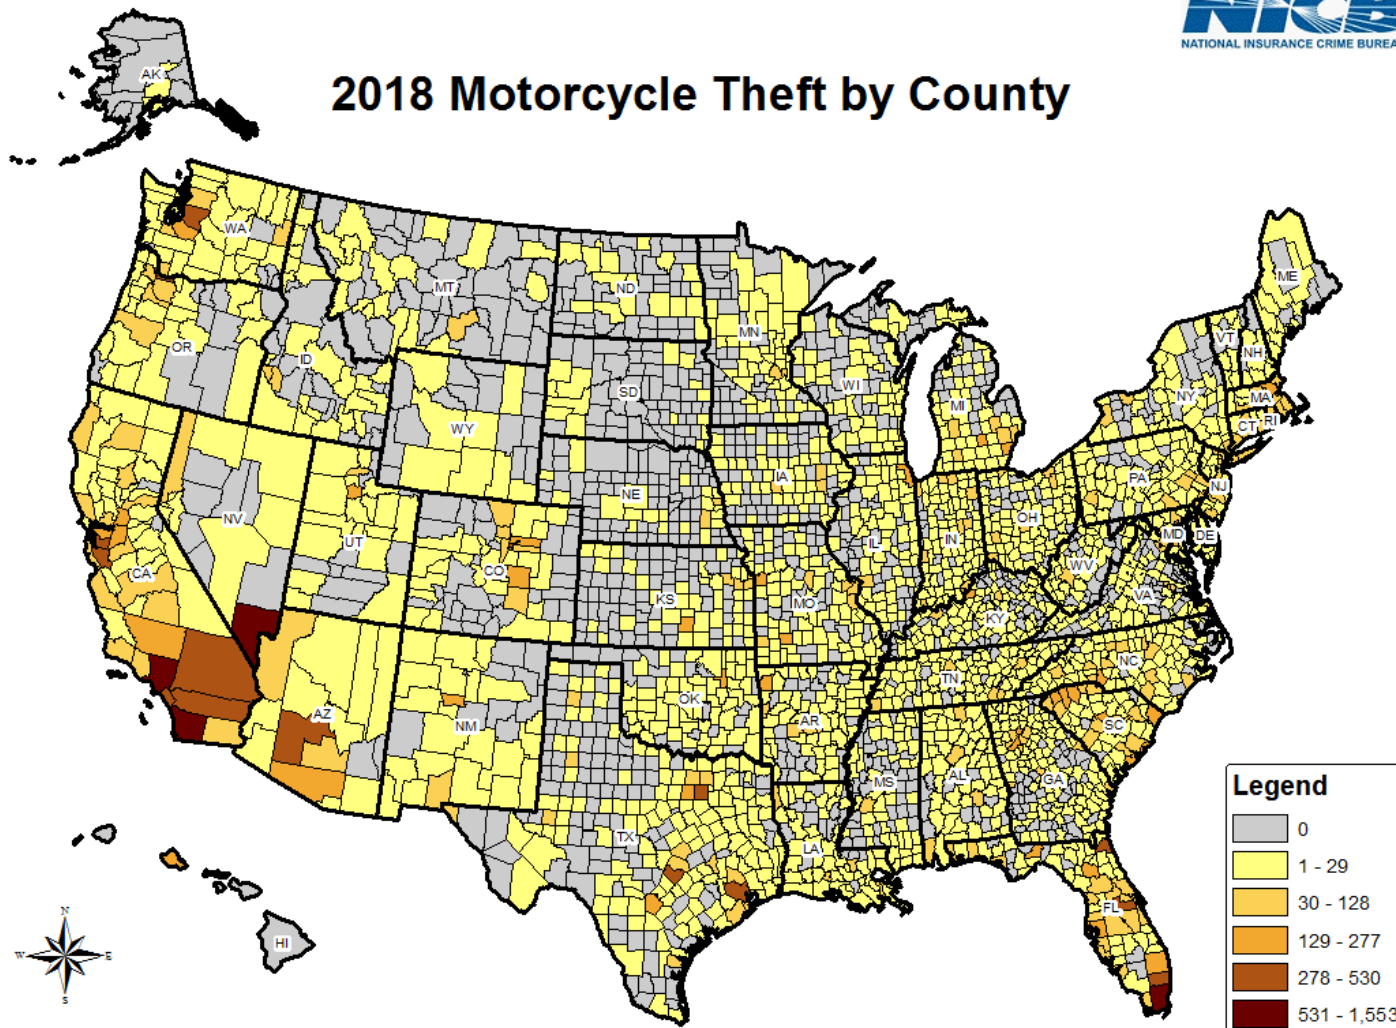 NICB
NATIONAL INSURANCE CRIME BUREA
2018 Motorcycle Theft by County
AK
WA
MT
ND
MN
ME
OR
ID
SD
WI
VT
NH
WY
MI
NY
MA
CT
RI
NE
IA
PA
NJ
NV
UT
CO
IL
IN
OH
MD
DE
CA
KS
MO
WV
VA
KY
AZ
NM
OK
TN
NC
AR
SC
MS
AL
GA
TX
LA
FL
HI
N
W
E
S
Legend
0
1 - 29
30 - 128
129 - 277
278 - 530
531 - 1,553